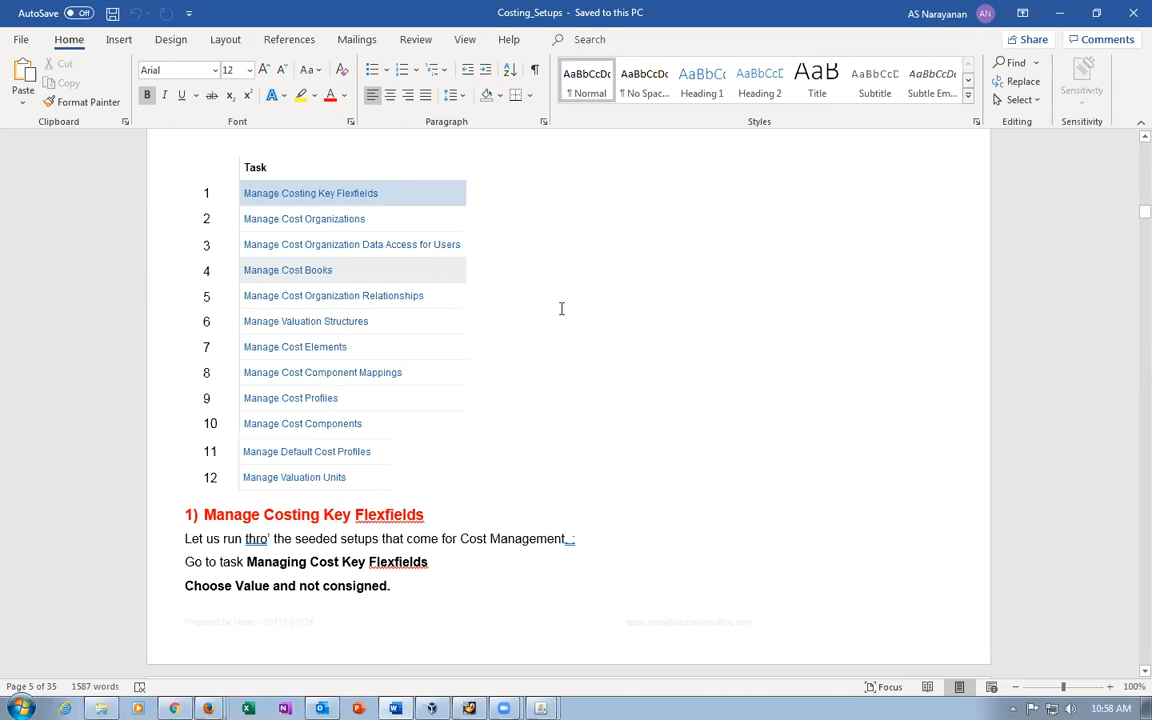 AutoSave Off
Costing_Setups - Saved to this PC
AS Narayanan AN
File Home Insert Design Layout References Mailings Review View Help Search Share Comments
Paste
Cut
Copy
Format Painter
Clipboard
Arial 12
Font
Paragraph
AaBbCcDc AaBbCcDc AaBbCc AaBbCcD AaB AaBbCcD AaBbCcDc
¶ Normal ¶ No Spac... Heading 1 Heading 2 Title Subtitle Subtle Em...
Styles
Find
Replace
Select
Editing
Sensitivity
Sensitivity
Task
1 Manage Costing Key Flexfields
2 Manage Cost Organizations
3 Manage Cost Organization Data Access for Users
4 Manage Cost Books
5 Manage Cost Organization Relationships
6 Manage Valuation Structures
7 Manage Cost Elements
8 Manage Cost Component Mappings
9 Manage Cost Profiles
10 Manage Cost Components
11 Manage Default Cost Profiles
12 Manage Valuation Units
1) Manage Costing Key Flexfields
Let us run thro' the seeded setups that come for Cost Management. :
Go to task Managing Cost Key Flexfields
Choose Value and not consigned.
Page 5 of 35 1587 words Focus 100%
10:58 AM